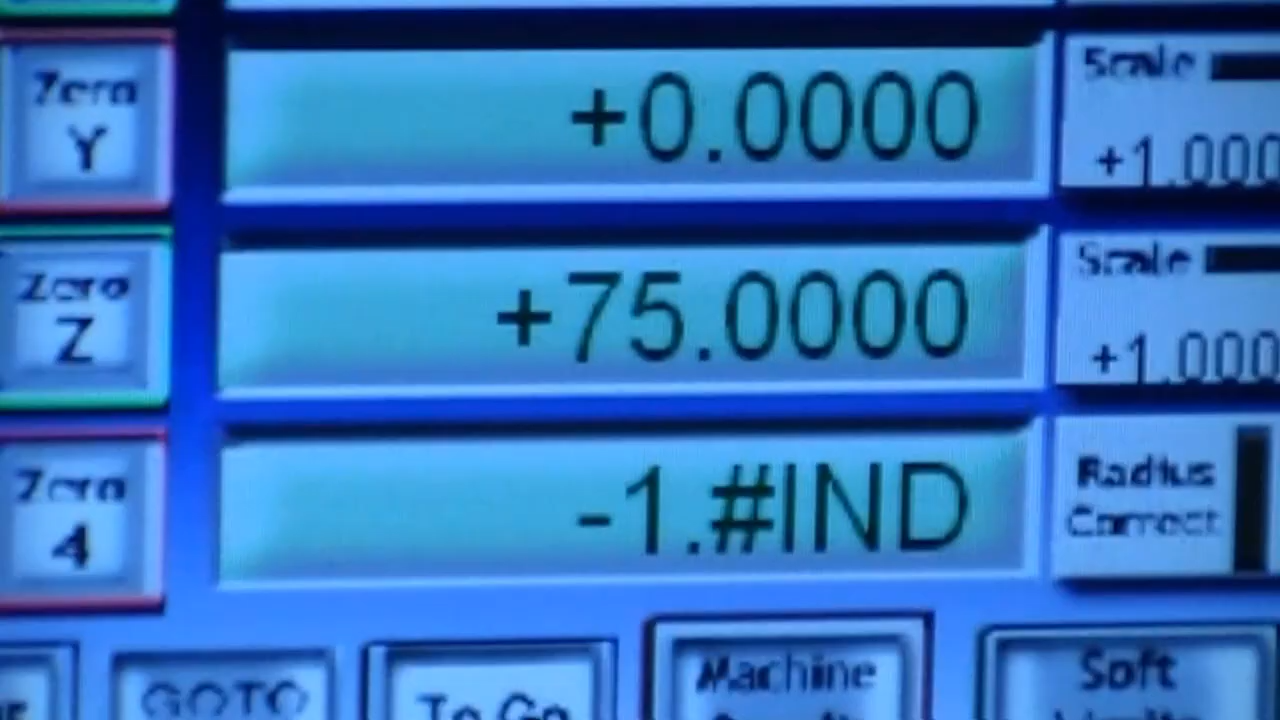 Zero
Y
+0.0000
Scale
+1.000
Zero
Z
+75.0000
Scale
+1.000
Zero
4
-1.#IND
Radius
Correct
GOTO
To Go
Machine
Soft